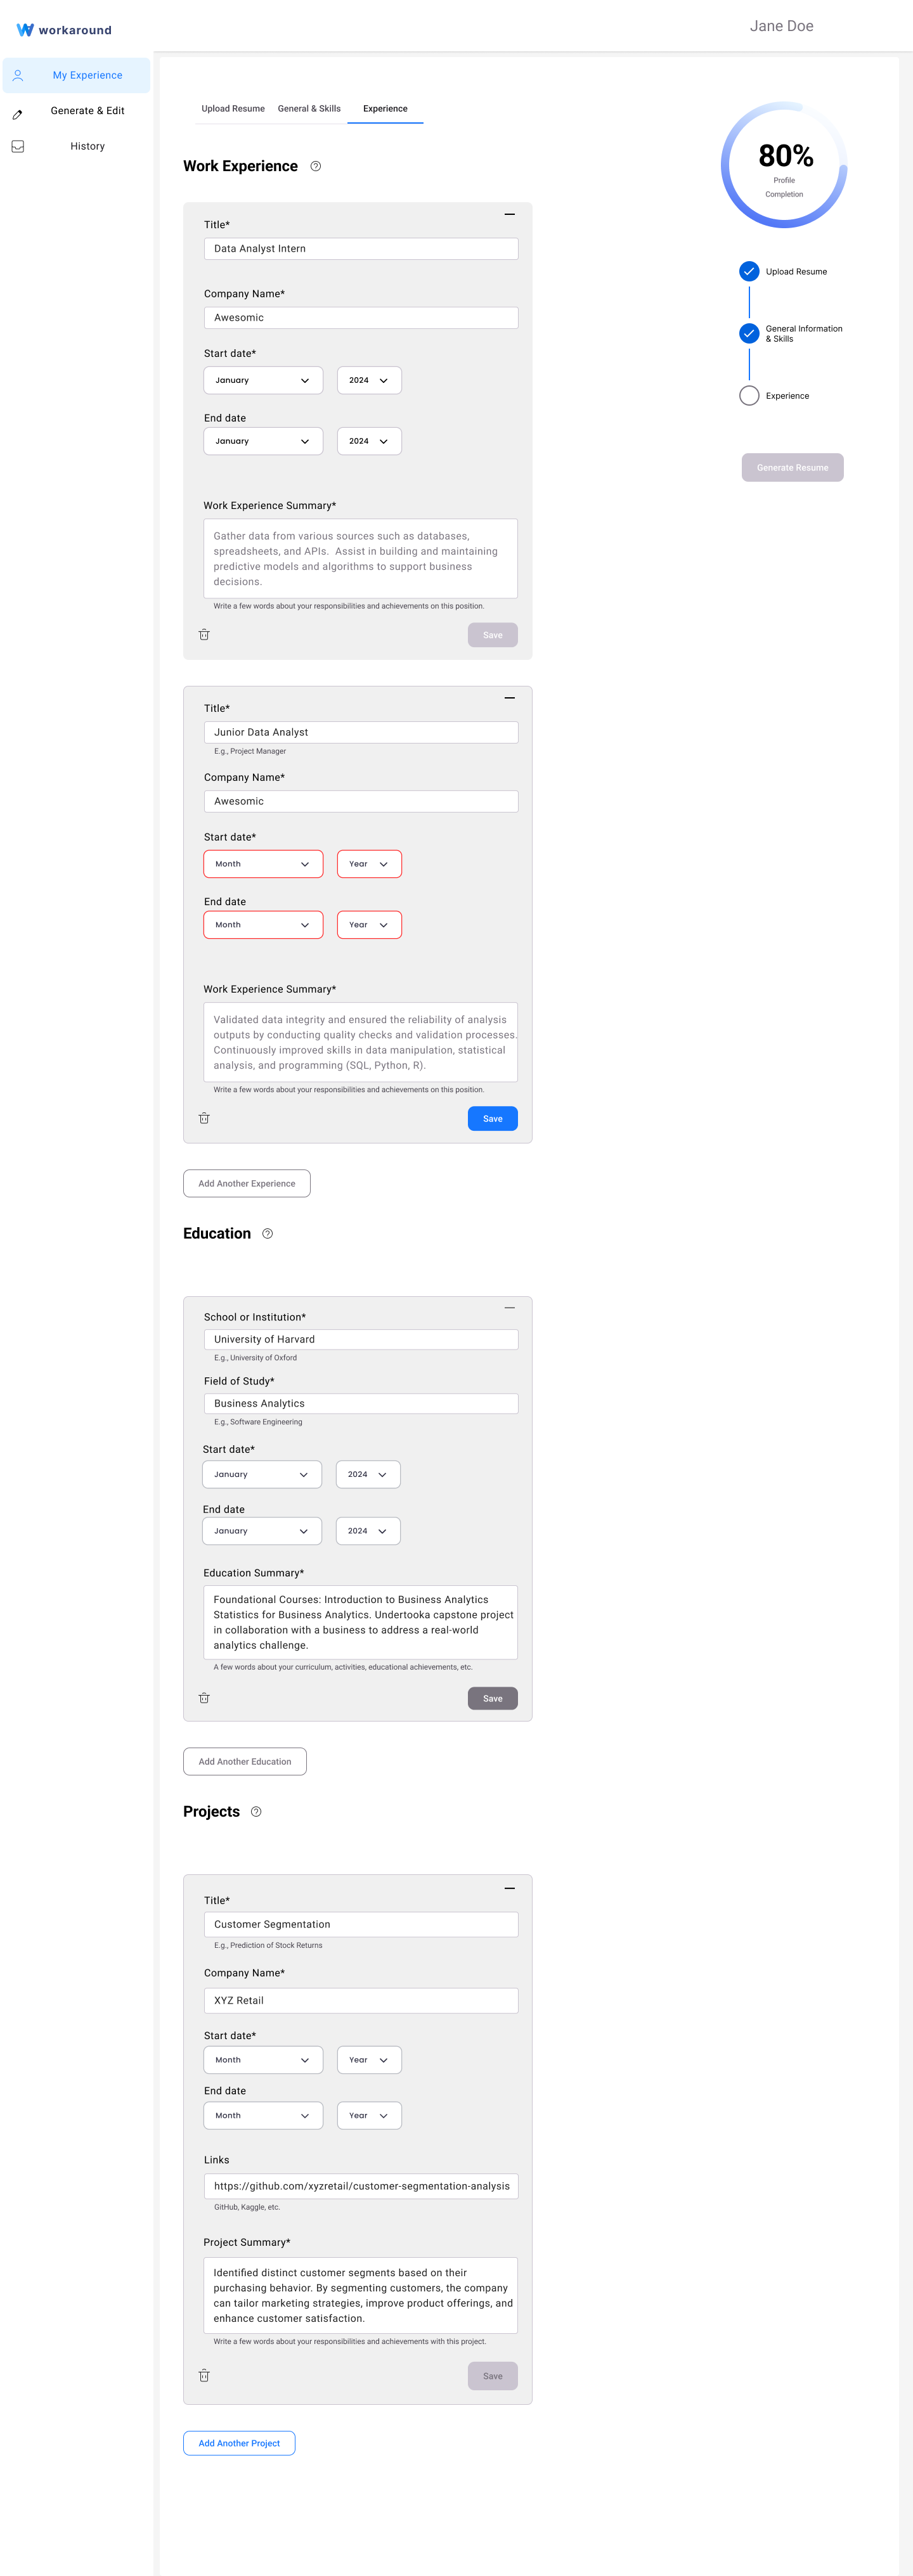 workaround
Jane Doe
My Experience
Generate & Edit
History
Upload Resume
General & Skills
Experience
80%
Profile
Completion
Upload Resume
General Information
& Skills
Experience
Generate Resume
Work Experience
Title*
Data Analyst Intern
Company Name*
Awesomic
Start date*
January
2024
End date
January
2024
Work Experience Summary*
Gather data from various sources such as databases,
spreadsheets, and APIs. Assist in building and maintaining
predictive models and algorithms to support business
decisions.
Write a few words about your responsibilities and achievements on this position.
Save
Title*
Junior Data Analyst
E.g., Project Manager
Company Name*
Awesomic
Start date*
Month
Year
End date
Month
Year
Work Experience Summary*
Validated data integrity and ensured the reliability of analysis
outputs by conducting quality checks and validation processes.
Continuously improved skills in data manipulation, statistical
analysis, and programming (SQL, Python, R).
Write a few words about your responsibilities and achievements on this position.
Save
Add Another Experience
Education
School or Institution*
University of Harvard
E.g., University of Oxford
Field of Study*
Business Analytics
E.g., Software Engineering
Start date*
January
2024
End date
January
2024
Education Summary*
Foundational Courses: Introduction to Business Analytics
Statistics for Business Analytics. Undertooka capstone project
in collaboration with a business to address a real-world
analytics challenge.
A few words about your curriculum, activities, educational achievements, etc.
Save
Add Another Education
Projects
Title*
Customer Segmentation
E.g., Prediction of Stock Returns
Company Name*
XYZ Retail
Start date*
Month
Year
End date
Month
Year
Links
https://github.com/xyzretail/customer-segmentation-analysis
GitHub, Kaggle, etc.
Project Summary*
Identified distinct customer segments based on their
purchasing behavior. By segmenting customers, the company
can tailor marketing strategies, improve product offerings, and
enhance customer satisfaction.
Write a few words about your responsibilities and achievements with this project.
Save
Add Another Project